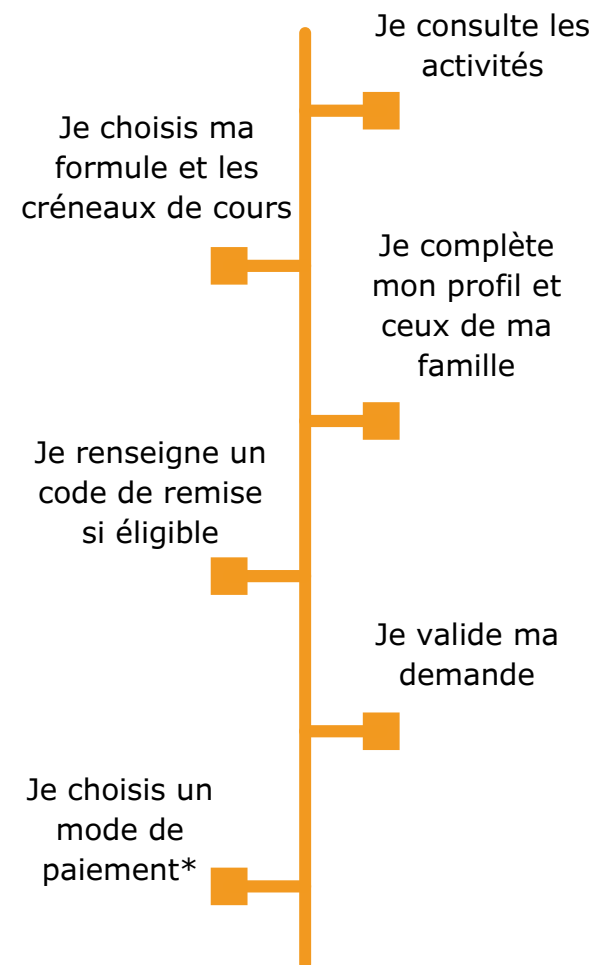 Je consulte les
activités
Je choisis ma
formule et les
créneaux de cours
Je complète
mon profil et
ceux de ma
famille
Je renseigne un
code de remise
si éligible
Je valide ma
demande
Je choisis un
mode de
paiement*